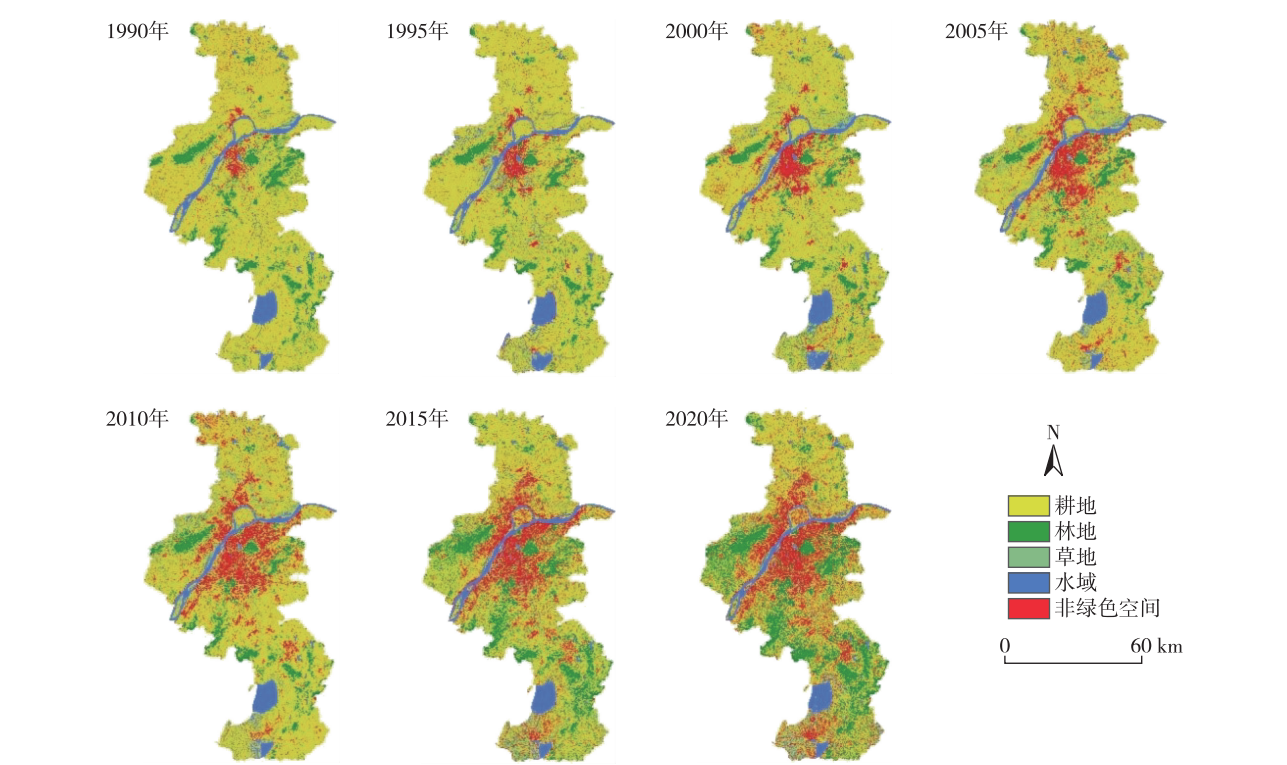 1990年
1995年
2000年
2005年
2010年
2015年
2020年
N
耕地
林地
草地
水域
非绿色空间
0 60 km